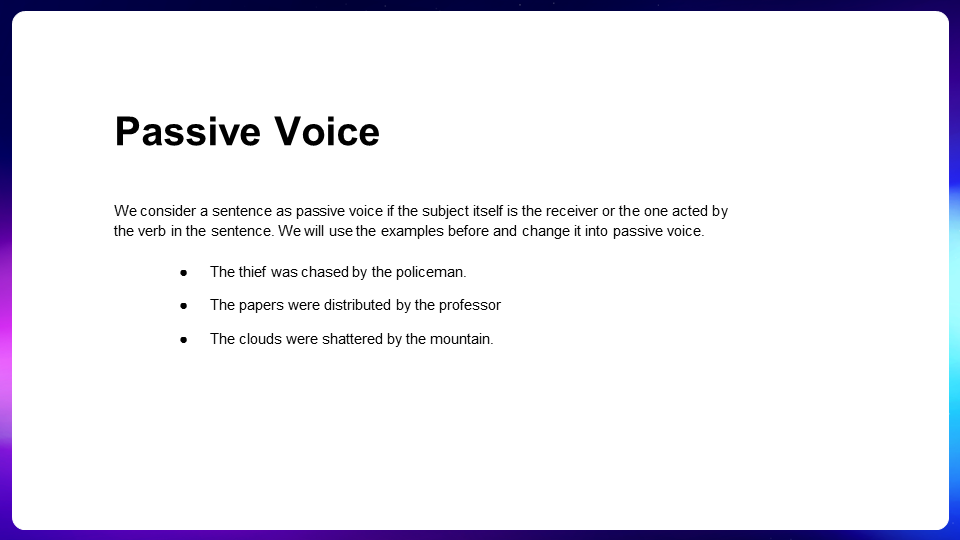 Passive Voice
We consider a sentence as passive voice if the subject itself is the receiver or the one acted by
the verb in the sentence. We will use the examples before and change it into passive voice.
● The thief was chased by the policeman.
● The papers were distributed by the professor
● The clouds were shattered by the mountain.